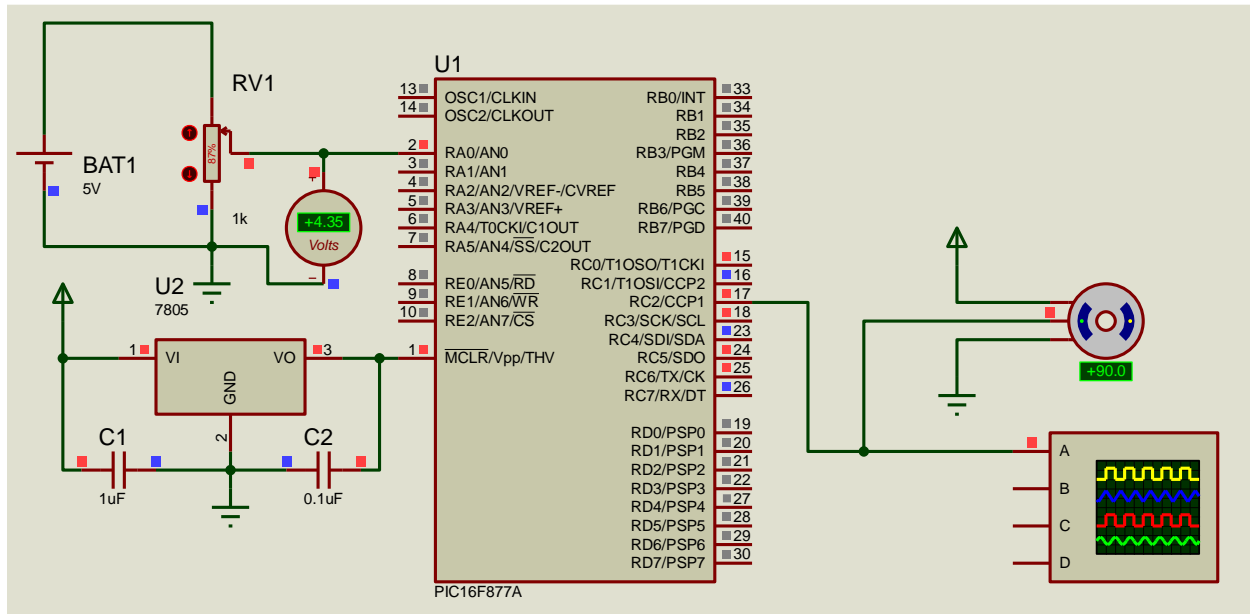 RV1
87%
1k
BAT1
5V
+
+4.35
Volts
−
U2
7805
1 VI VO 3
GND
2
C1
1uF
C2
0.1uF
U1
13 OSC1/CLKIN
14 OSC2/CLKOUT
2 RA0/AN0
3 RA1/AN1
4 RA2/AN2/VREF-/CVREF
5 RA3/AN3/VREF+
6 RA4/T0CKI/C1OUT
7 RA5/AN4/SS/C2OUT
8 RE0/AN5/RD
9 RE1/AN6/WR
10 RE2/AN7/CS
1 MCLR/Vpp/THV
RB0/INT 33
RB1 34
RB2 35
RB3/PGM 36
RB4 37
RB5 38
RB6/PGC 39
RB7/PGD 40
RC0/T1OSO/T1CKI 15
RC1/T1OSI/CCP2 16
RC2/CCP1 17
RC3/SCK/SCL 18
RC4/SDI/SDA 23
RC5/SDO 24
RC6/TX/CK 25
RC7/RX/DT 26
RD0/PSP0 19
RD1/PSP1 20
RD2/PSP2 21
RD3/PSP3 22
RD4/PSP4 27
RD5/PSP5 28
RD6/PSP6 29
RD7/PSP7 30
PIC16F877A
+90.0
A
B
C
D